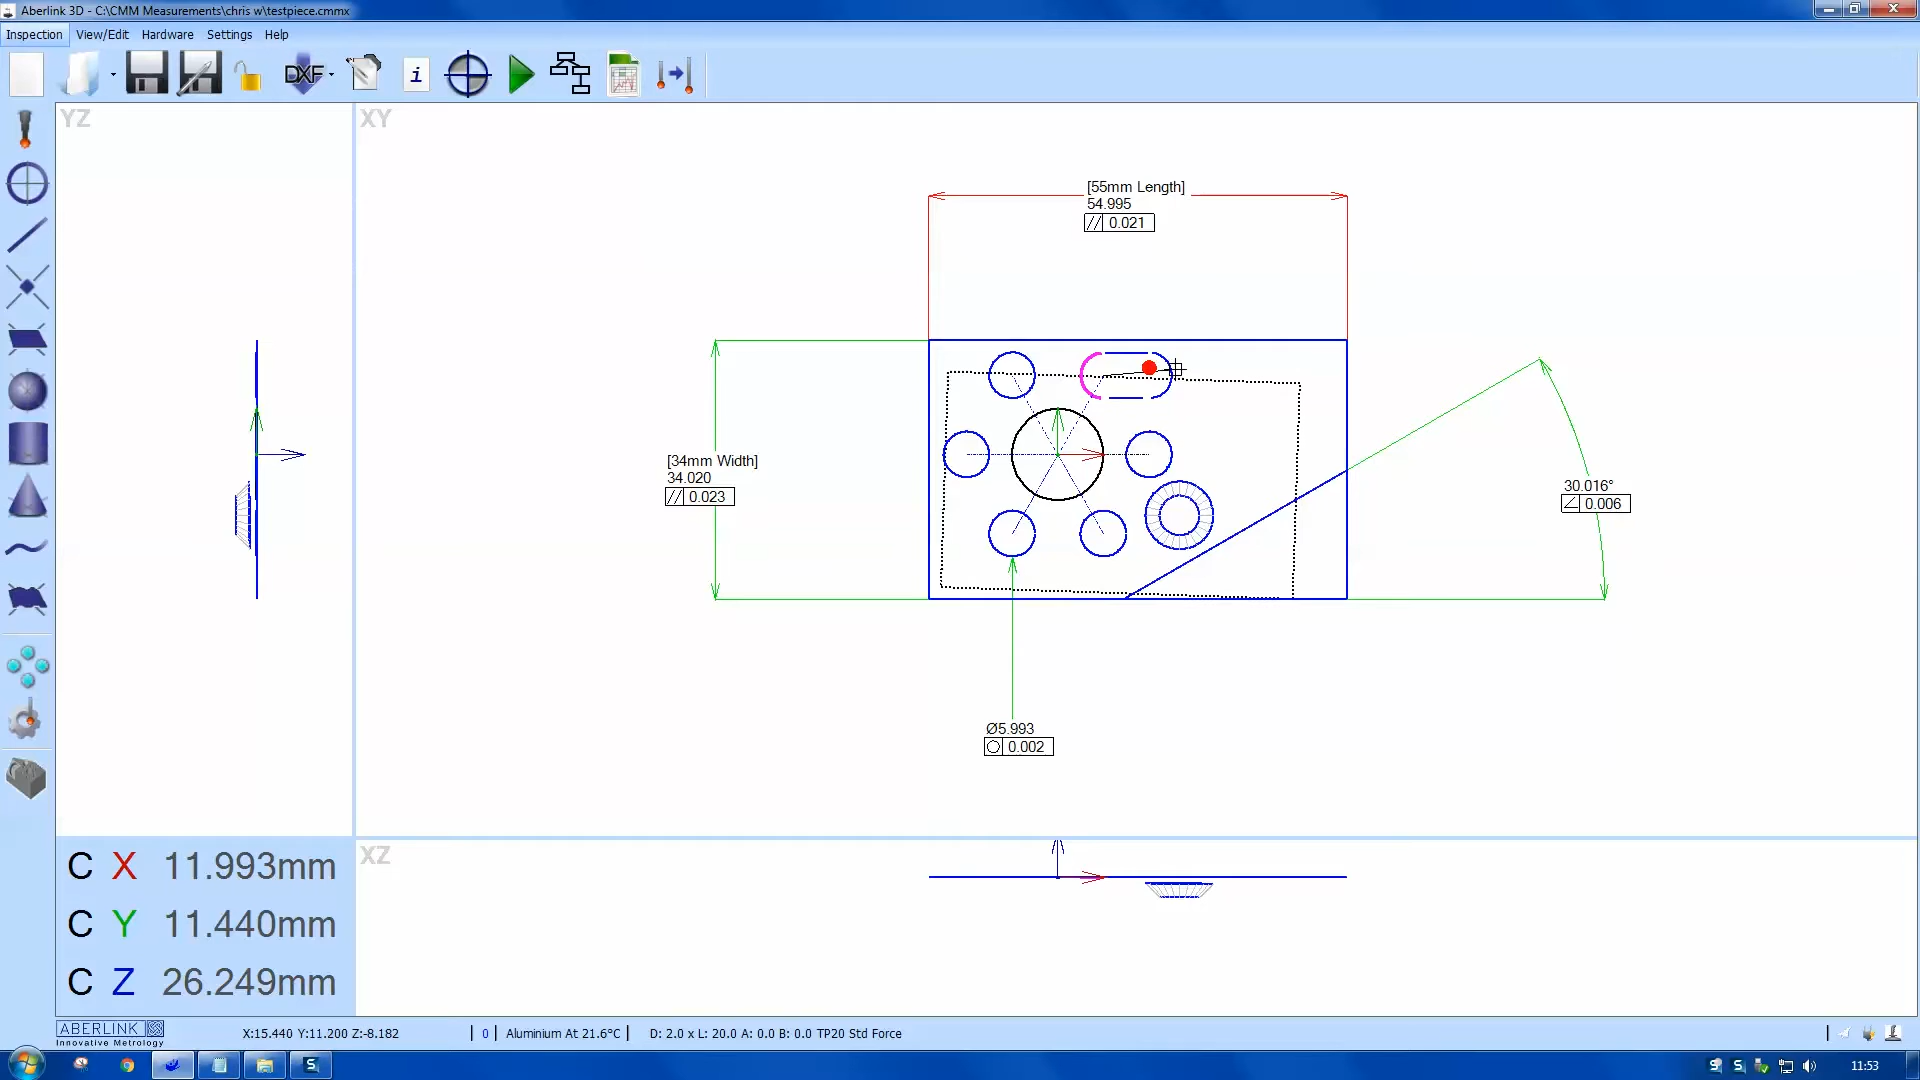 Aberlink 3D - C:\CMM Measurements\chris w\testpiece.cmmx
Inspection View/Edit Hardware Settings Help
DXF i
YZ
XY
[55mm Length]
54.995
// 0.021
[34mm Width]
34.020
// 0.023
30.016°
∠ 0.006
Ø5.993
○ 0.002
C X 11.993mm
C Y 11.440mm
C Z 26.249mm
XZ
ABERLINK
Innovative Metrology
X:15.440 Y:11.200 Z:-8.182 | 0 | Aluminium At 21.6°C | D: 2.0 x L: 20.0 A: 0.0 B: 0.0 TP20 Std Force
11:53